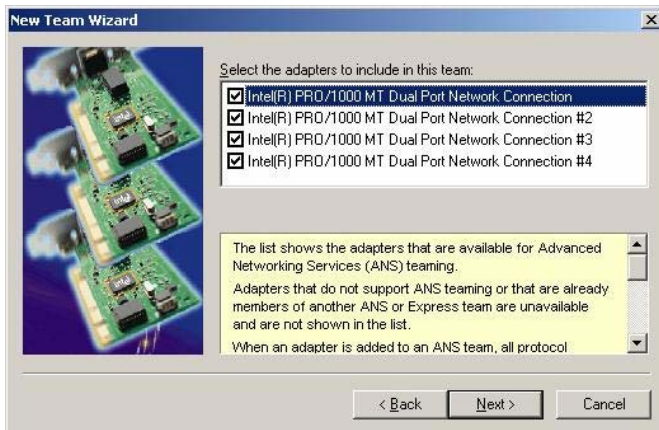 New Team Wizard
Select the adapters to include in this team:
Intel(R) PRO/1000 MT Dual Port Network Connection
Intel(R) PRO/1000 MT Dual Port Network Connection #2
Intel(R) PRO/1000 MT Dual Port Network Connection #3
Intel(R) PRO/1000 MT Dual Port Network Connection #4
The list shows the adapters that are available for Advanced
Networking Services (ANS) teaming.
Adapters that do not support ANS teaming or that are already
members of another ANS or Express team are unavailable
and are not shown in the list.
When an adapter is added to an ANS team, all protocol
< Back
Next >
Cancel